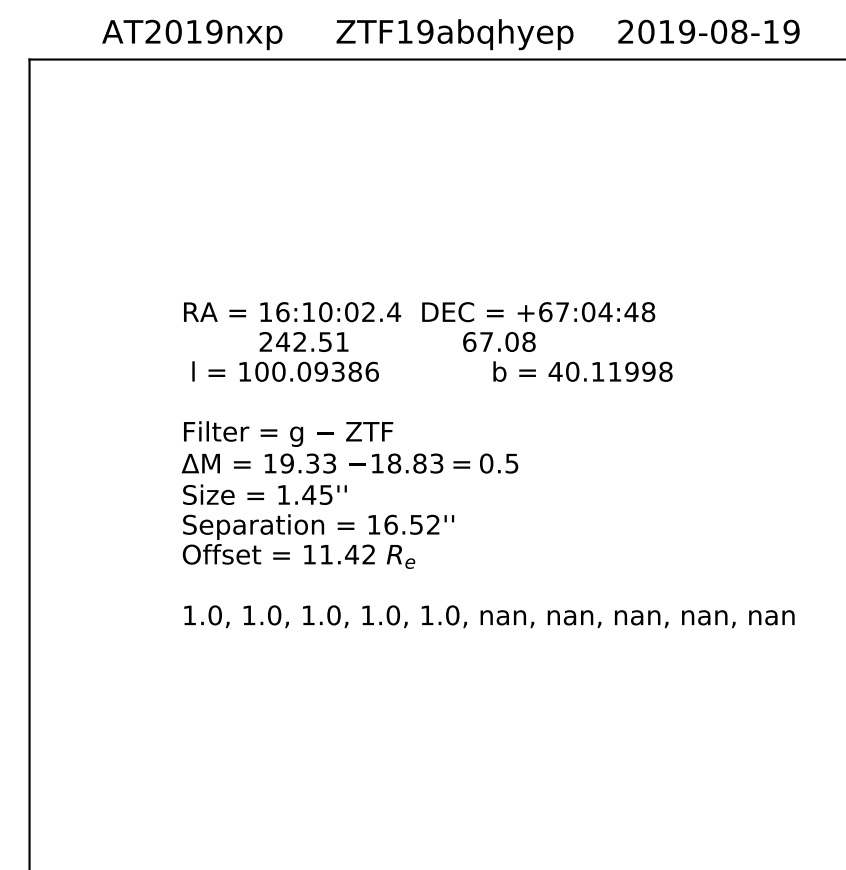 AT2019nxp ZTF19abqhyep 2019-08-19
RA = 16:10:02.4 DEC = +67:04:48
242.51 67.08
l = 100.09386 b = 40.11998
Filter = g − ZTF
ΔM = 19.33 −18.83 = 0.5
Size = 1.45''
Separation = 16.52''
Offset = 11.42 Rₑ
1.0, 1.0, 1.0, 1.0, 1.0, nan, nan, nan, nan, nan